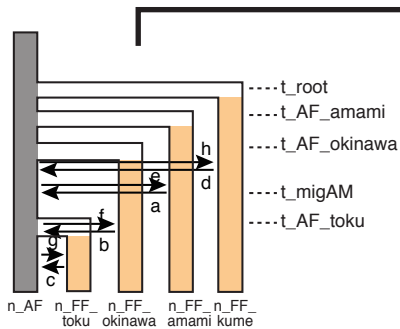 t_root
t_AF_amami
t_AF_okinawa
h
e
d
t_migAM
a
f
t_AF_toku
b
g
c
n_AF
n_FF_
toku
n_FF_
okinawa
n_FF_
amami
n_FF_
kume